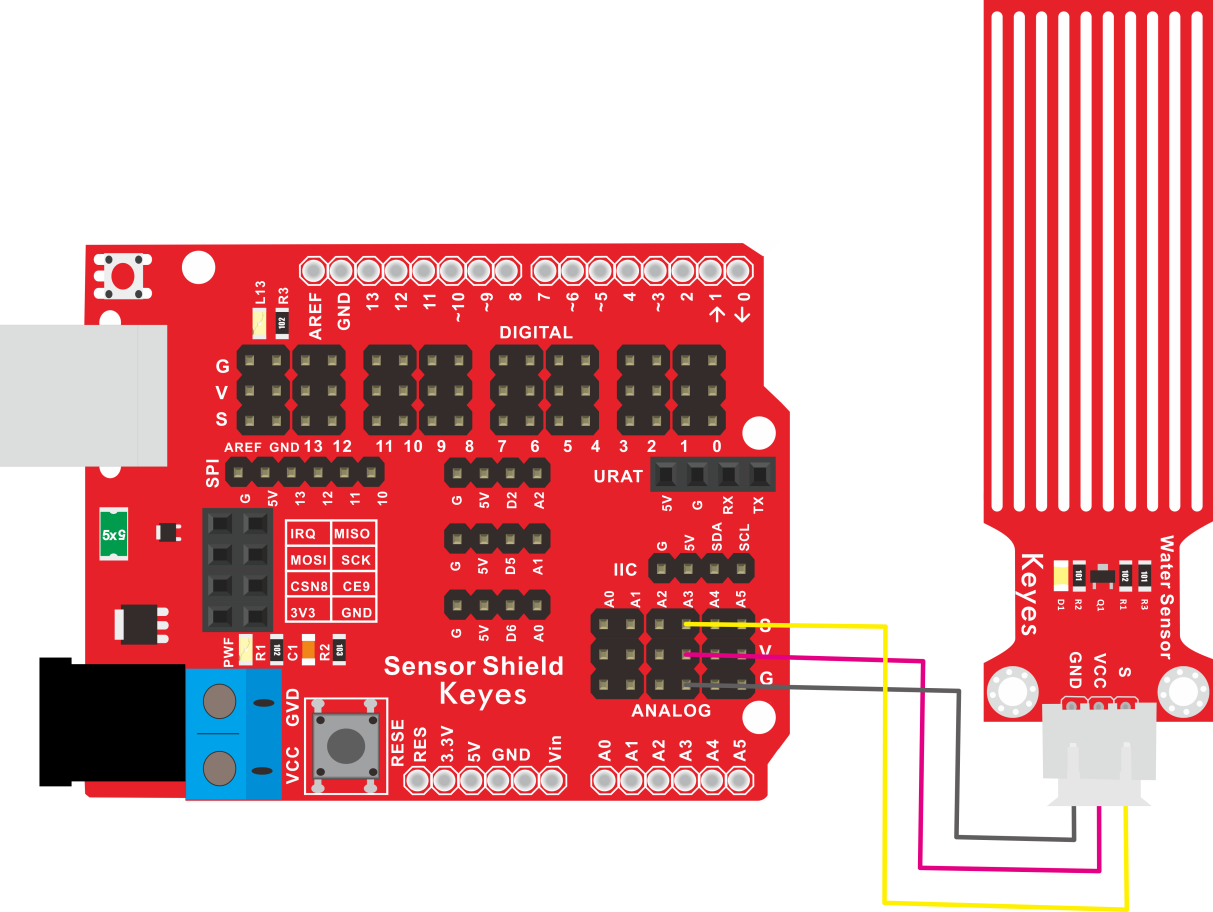 L13
R3
102
AREF
GND
13
12
11
~10
~9
8
7
~6
~5
4
~3
2
→1
←0
DIGITAL
G
V
S
AREF GND 13 12 11 10 9 8 7 6 5 4 3 2 1 0
SPI
G
5V
13
12
11
10
G
5V
D2
A2
URAT
5V
G
RX
TX
5x5
IRQ MISO
MOSI SCK
CSN8 CE9
3V3 GND
G
5V
D5
A1
IIC
G
5V
SDA
SCL
G
5V
D6
A0
A0
A1
A2
A3
A4
A5
V
G
ANALOG
PWF
R1
102
C1
R2
103
Sensor Shield
Keyes
GVD
VCC
RESE
RES
3.3V
5V
GND
Vin
A0
A1
A2
A3
A4
A5
Keyes
Water Sensor
101
102
101
D1
R2
Q1
R1
R3
GND
VCC
S